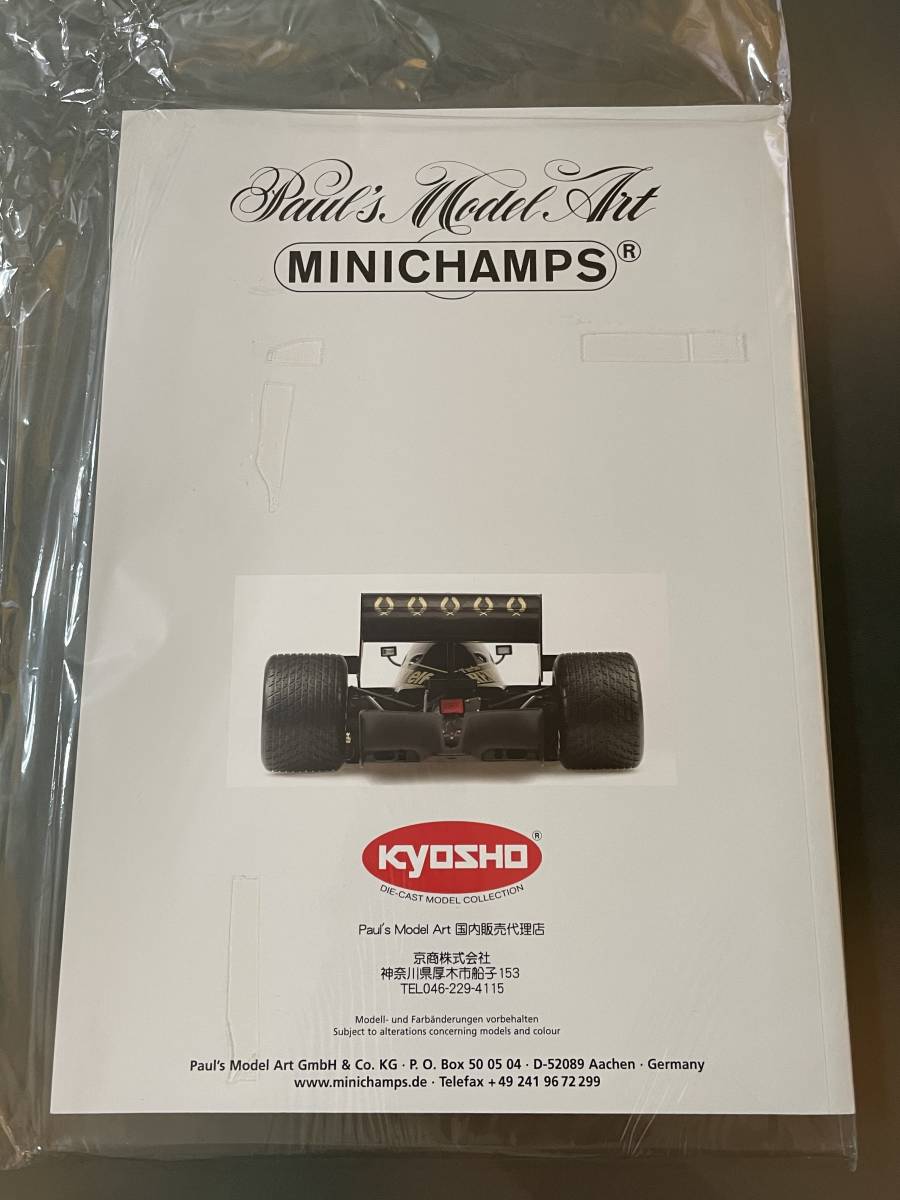 Paul's Model Art
MINICHAMPS®
elf
KYOSHO®
DIE-CAST MODEL COLLECTION
Paul's Model Art 国内販売代理店
京商株式会社
神奈川県厚木市船子153
TEL046-229-4115
Modell- und Farbänderungen vorbehalten
Subject to alterations concerning models and colour
Paul's Model Art GmbH & Co. KG · P. O. Box 50 05 04 · D-52089 Aachen · Germany
www.minichamps.de · Telefax +49 241 96 72 299